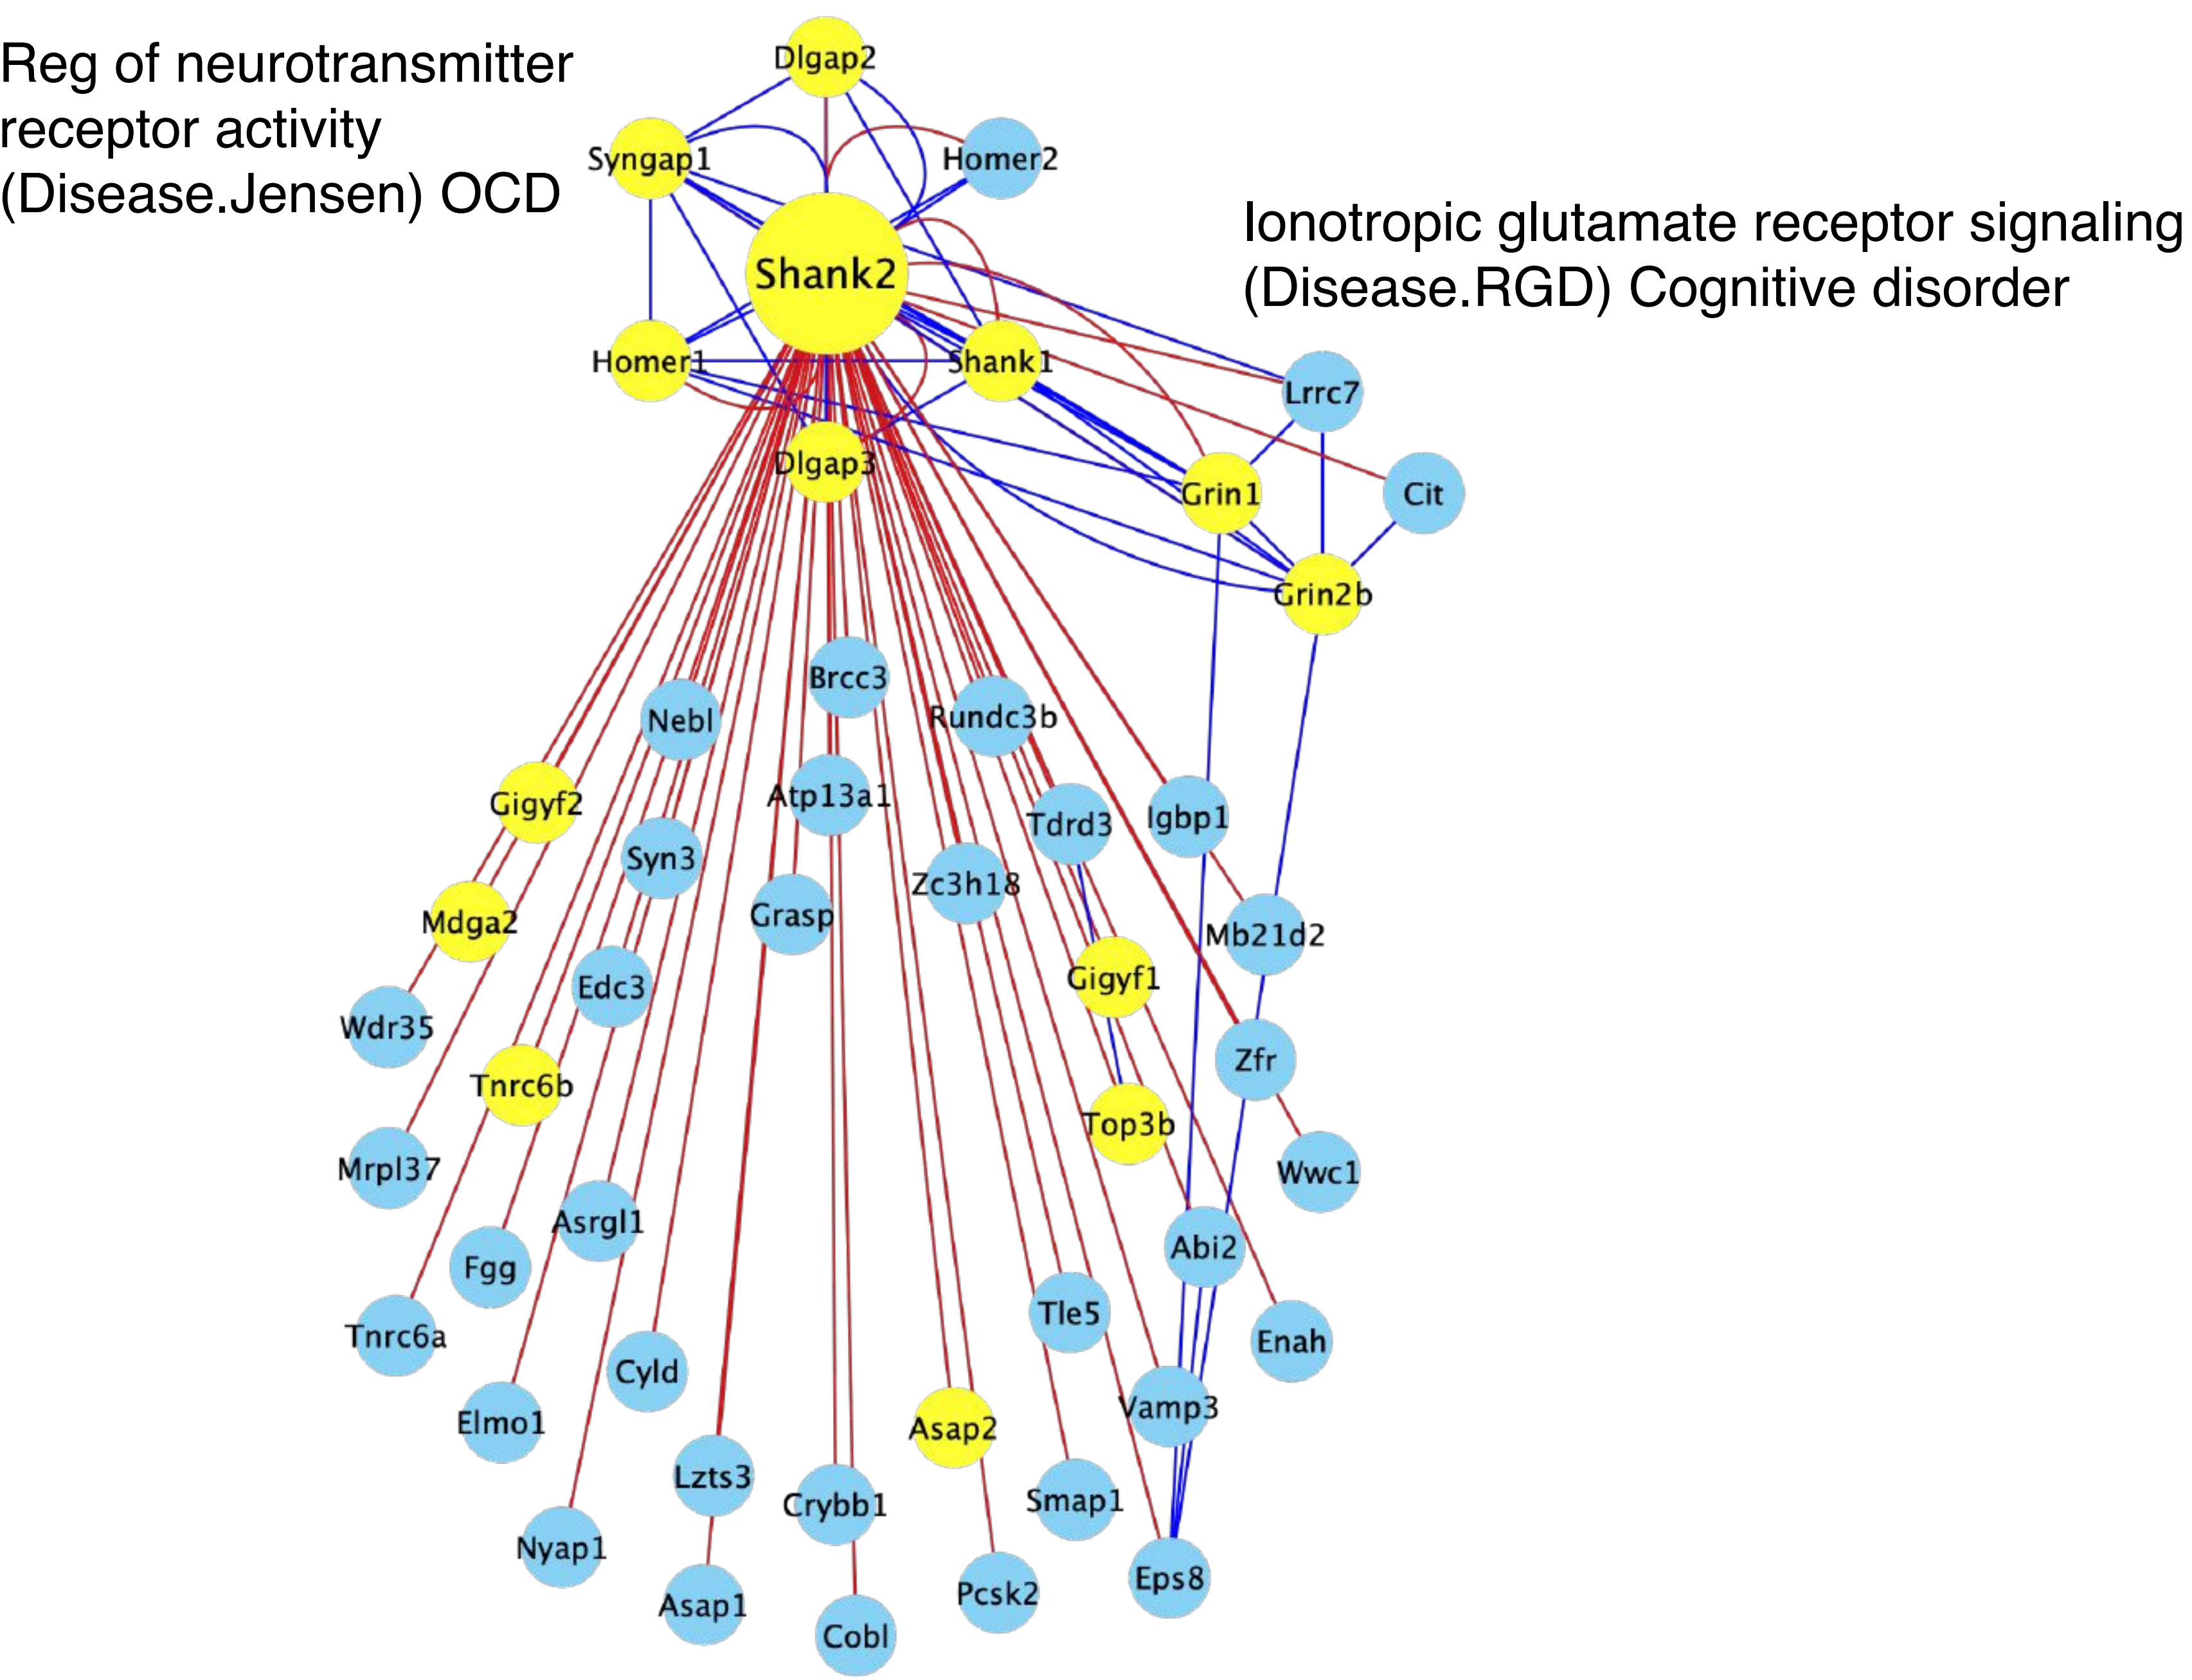 Reg of neurotransmitter
receptor activity
(Disease.Jensen) OCD
Ionotropic glutamate receptor signaling
(Disease.RGD) Cognitive disorder
Dlgap2
Syngap1
Homer2
Shank2
Homer1
Shank1
Lrrc7
Dlgap3
Grin1
Cit
Grin2b
Brcc3
Nebl
Rundc3b
Gigyf2
Atp13a1
Tdrd3
Igbp1
Syn3
Zc3h18
Mdga2
Grasp
Mb21d2
Edc3
Gigyf1
Wdr35
Zfr
Tnrc6b
Top3b
Mrpl37
Wwc1
Asrgl1
Abi2
Fgg
Tle5
Tnrc6a
Enah
Cyld
Vamp3
Elmo1
Asap2
Lzts3
Crybb1
Smap1
Nyap1
Eps8
Asap1
Pcsk2
Cobl